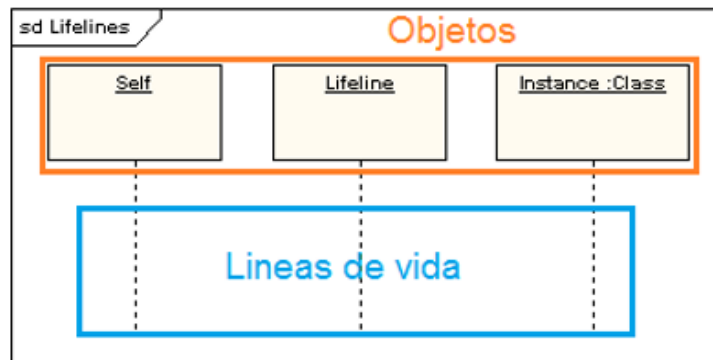 sd Lifelines
Objetos
Self
Lifeline
Instance :Class
Lineas de vida